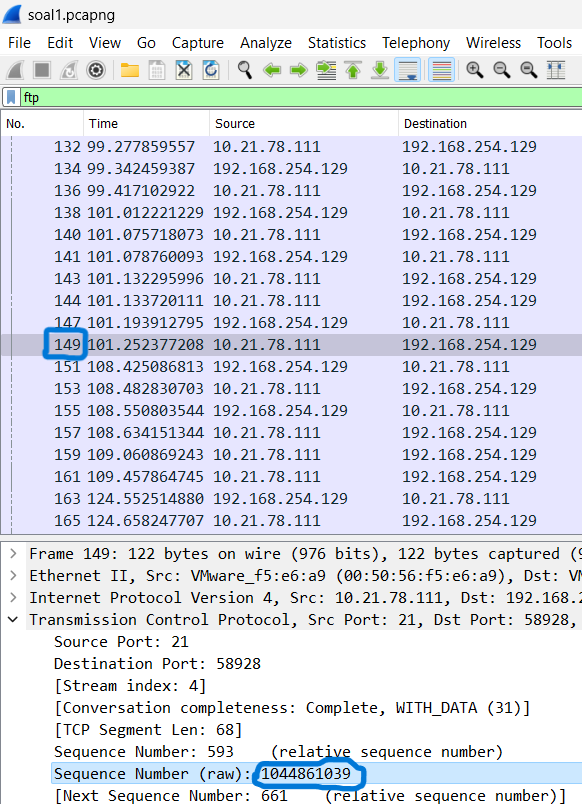 soal1.pcapng
File Edit View Go Capture Analyze Statistics Telephony Wireless Tools
ftp
No. Time Source Destination
132 99.277859557 10.21.78.111 192.168.254.129
134 99.342459387 192.168.254.129 10.21.78.111
136 99.417102922 10.21.78.111 192.168.254.129
138 101.012221229 192.168.254.129 10.21.78.111
140 101.075718073 10.21.78.111 192.168.254.129
141 101.078760093 192.168.254.129 10.21.78.111
143 101.132295996 10.21.78.111 192.168.254.129
144 101.133720111 10.21.78.111 192.168.254.129
147 101.193912795 192.168.254.129 10.21.78.111
149 101.252377208 10.21.78.111 192.168.254.129
151 108.425086813 192.168.254.129 10.21.78.111
153 108.482830703 10.21.78.111 192.168.254.129
155 108.550803544 192.168.254.129 10.21.78.111
157 108.634151344 10.21.78.111 192.168.254.129
159 109.060869243 10.21.78.111 192.168.254.129
161 109.457864745 10.21.78.111 192.168.254.129
163 124.552514880 192.168.254.129 10.21.78.111
165 124.658247707 10.21.78.111 192.168.254.129
Frame 149: 122 bytes on wire (976 bits), 122 bytes captured (9
Ethernet II, Src: VMware_f5:e6:a9 (00:50:56:f5:e6:a9), Dst: VM
Internet Protocol Version 4, Src: 10.21.78.111, Dst: 192.168.2
Transmission Control Protocol, Src Port: 21, Dst Port: 58928,
Source Port: 21
Destination Port: 58928
[Stream index: 4]
[Conversation completeness: Complete, WITH_DATA (31)]
[TCP Segment Len: 68]
Sequence Number: 593 (relative sequence number)
Sequence Number (raw): 1044861039
[Next Sequence Number: 661 (relative sequence number)]